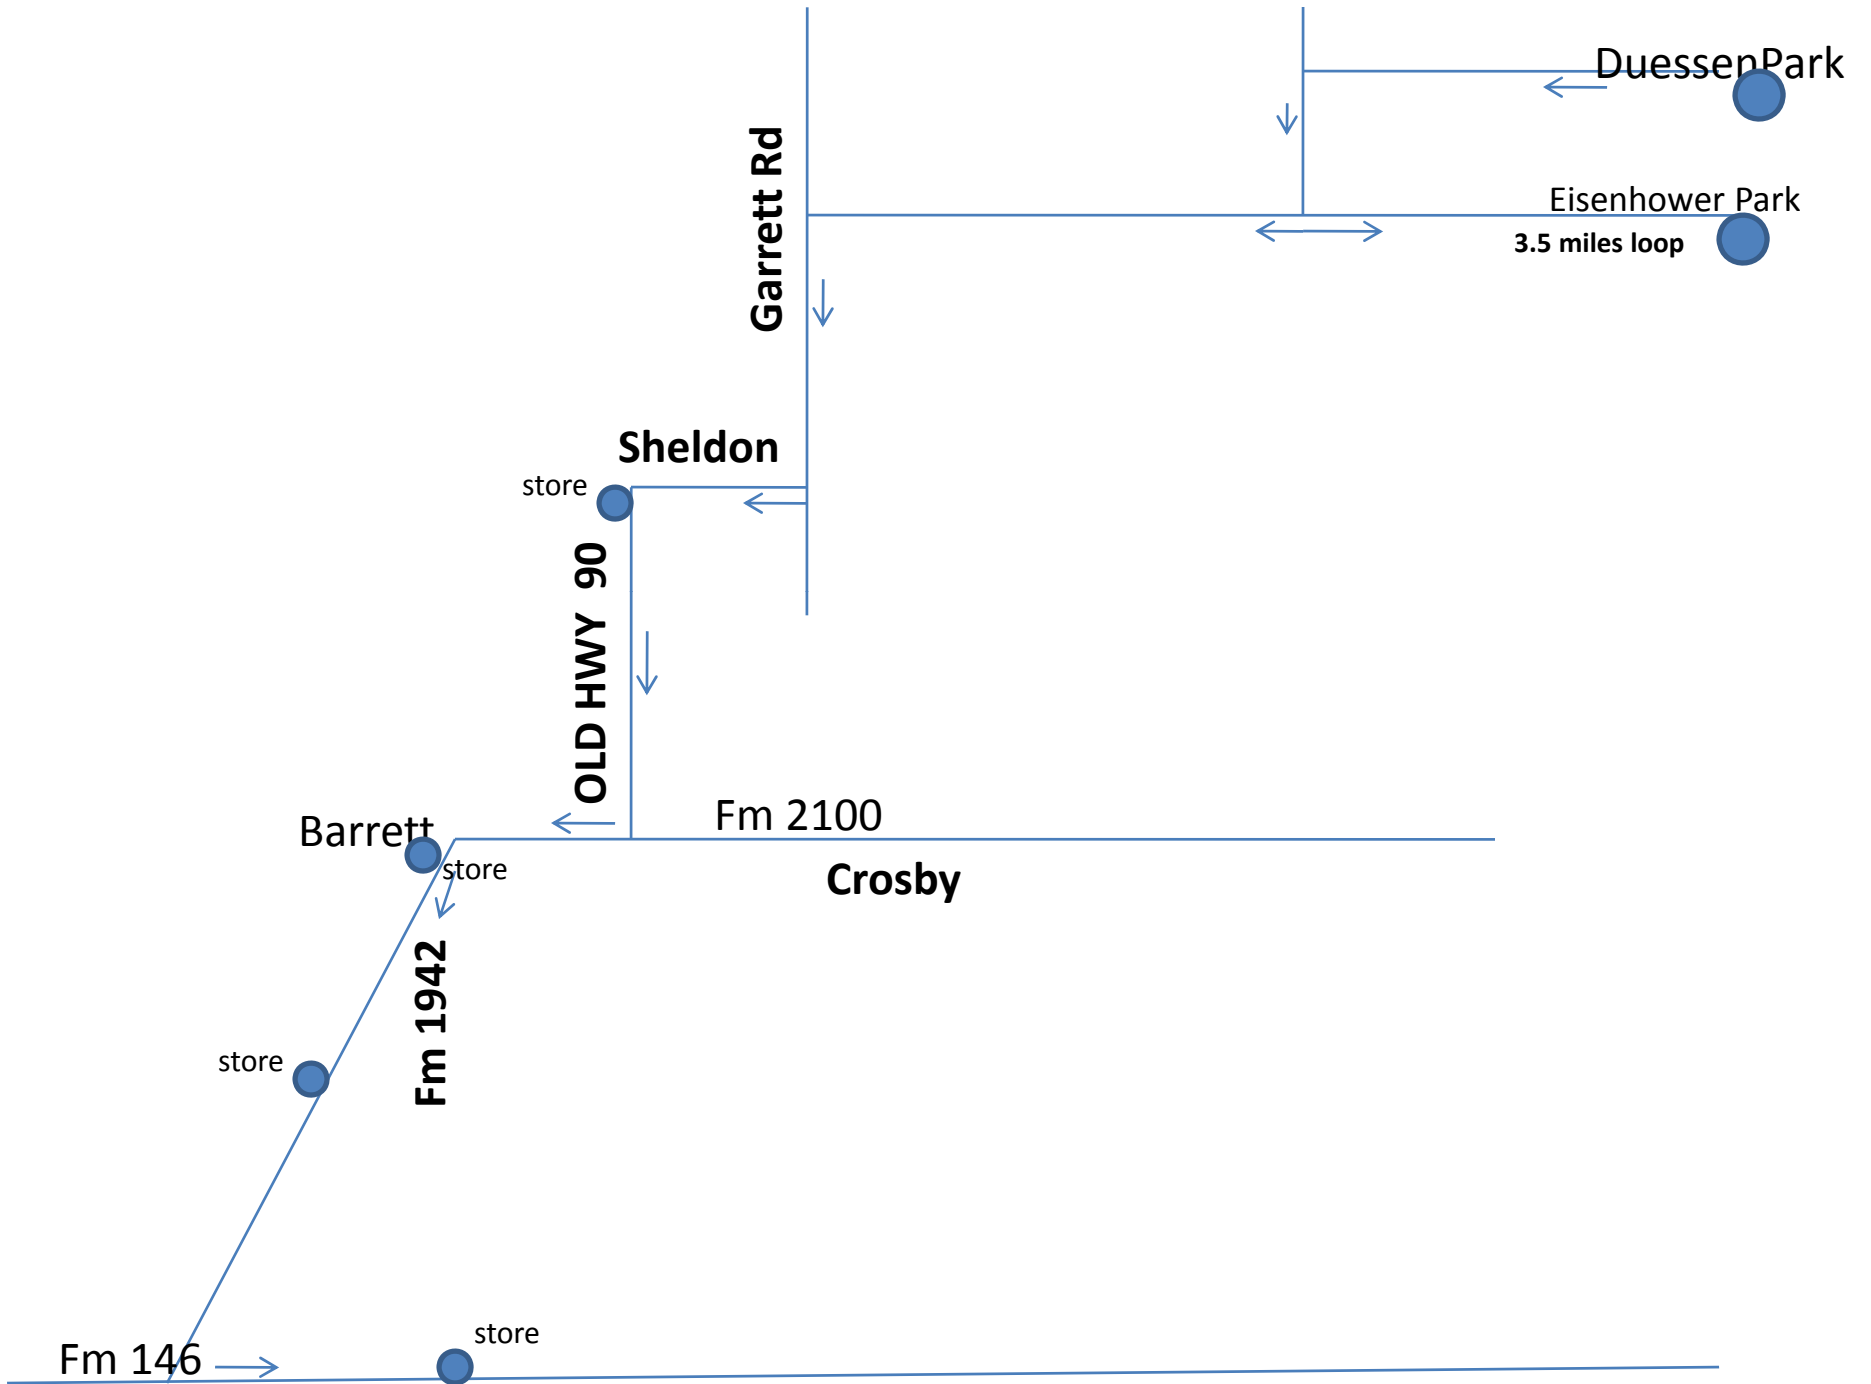 DuessenPark
Garrett Rd
Eisenhower Park
3.5 miles loop
Sheldon
store
OLD HWY 90
Fm 2100
Barrett
store
Crosby
Fm 1942
store
store
Fm 146